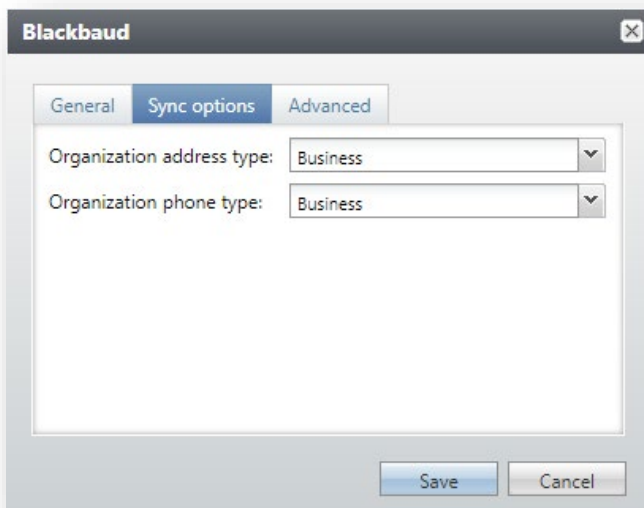 Blackbaud
General Sync options Advanced
Organization address type: Business
Organization phone type: Business
Save Cancel